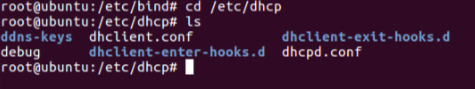 root@ubuntu:/etc/bind# cd /etc/dhcp
root@ubuntu:/etc/dhcp# ls
ddns-keys dhclient.conf dhclient-exit-hooks.d
debug dhclient-enter-hooks.d dhcpd.conf
root@ubuntu:/etc/dhcp#